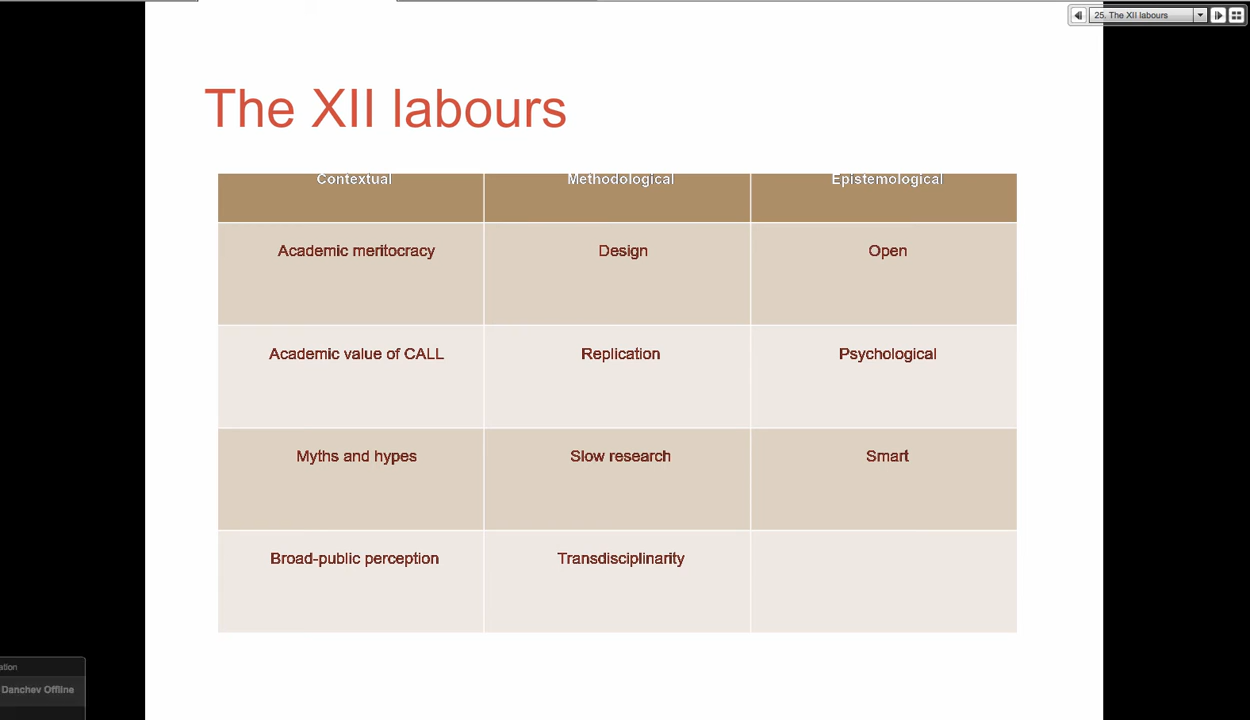 25. The XII labours
The XII labours
Contextual Methodological Epistemological
Academic meritocracy Design Open
Academic value of CALL Replication Psychological
Myths and hypes Slow research Smart
Broad-public perception Transdisciplinarity
ation
Danchev Offline